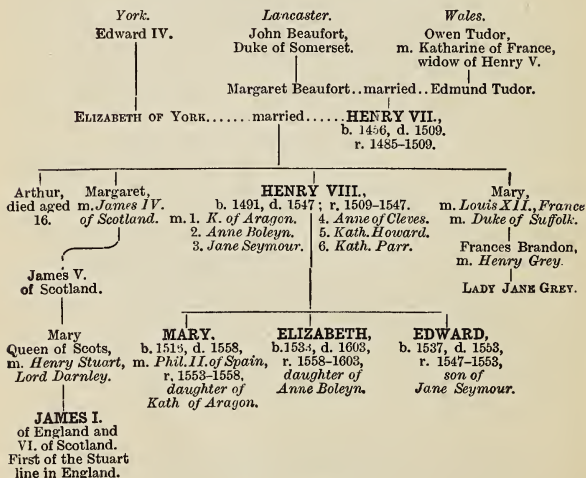 York.
Edward IV.
Lancaster.
John Beaufort,
Duke of Somerset.
Wales.
Owen Tudor,
m. Katharine of France,
widow of Henry V.
Margaret Beaufort..married..Edmund Tudor.
ELIZABETH OF YORK.......married.....HENRY VII.,
b. 1456, d. 1509.
r. 1485–1509.
Arthur,
died aged
16.
Margaret,
m. James IV.
of Scotland.
HENRY VIII.,
b. 1491, d. 1547; r. 1509-1547.
m. 1. K. of Aragon. 4. Anne of Cleves.
2. Anne Boleyn. 5. Kath. Howard.
3. Jane Seymour. 6. Kath. Parr.
Mary,
m. Louis XII., France
m. Duke of Suffolk.
Frances Brandon,
m. Henry Grey.
LADY JANE GREY.
James V.
of Scotland.
Mary
Queen of Scots,
m. Henry Stuart,
Lord Darnley.
JAMES I.
of England and
VI. of Scotland.
First of the Stuart
line in England.
MARY.
b. 1516, d. 1558,
m. Phil. II. of Spain,
r. 1553-1558,
daughter of
Kath of Aragon.
ELIZABETH,
b. 1533, d. 1603,
r. 1558-1603,
daughter of
Anne Boleyn.
EDWARD,
b. 1537, d. 1553,
r. 1547-1553,
son of
Jane Seymour.